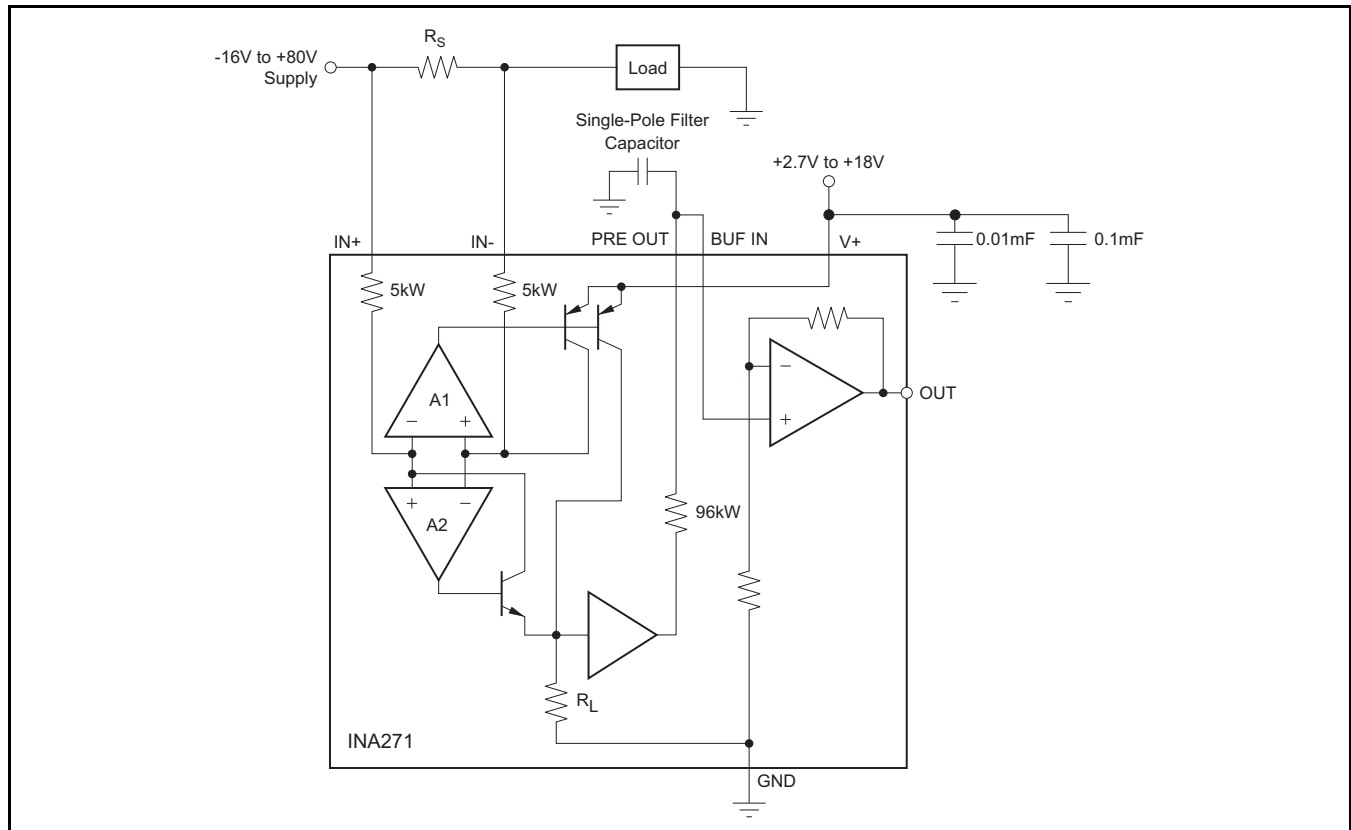 R_S
-16V to +80V
Supply
Load
Single-Pole Filter
Capacitor
+2.7V to +18V
IN+
IN-
PRE OUT
BUF IN
V+
0.01mF
0.1mF
5kW
5kW
A1
- +
-
+
OUT
+ -
A2
96kW
R_L
INA271
GND